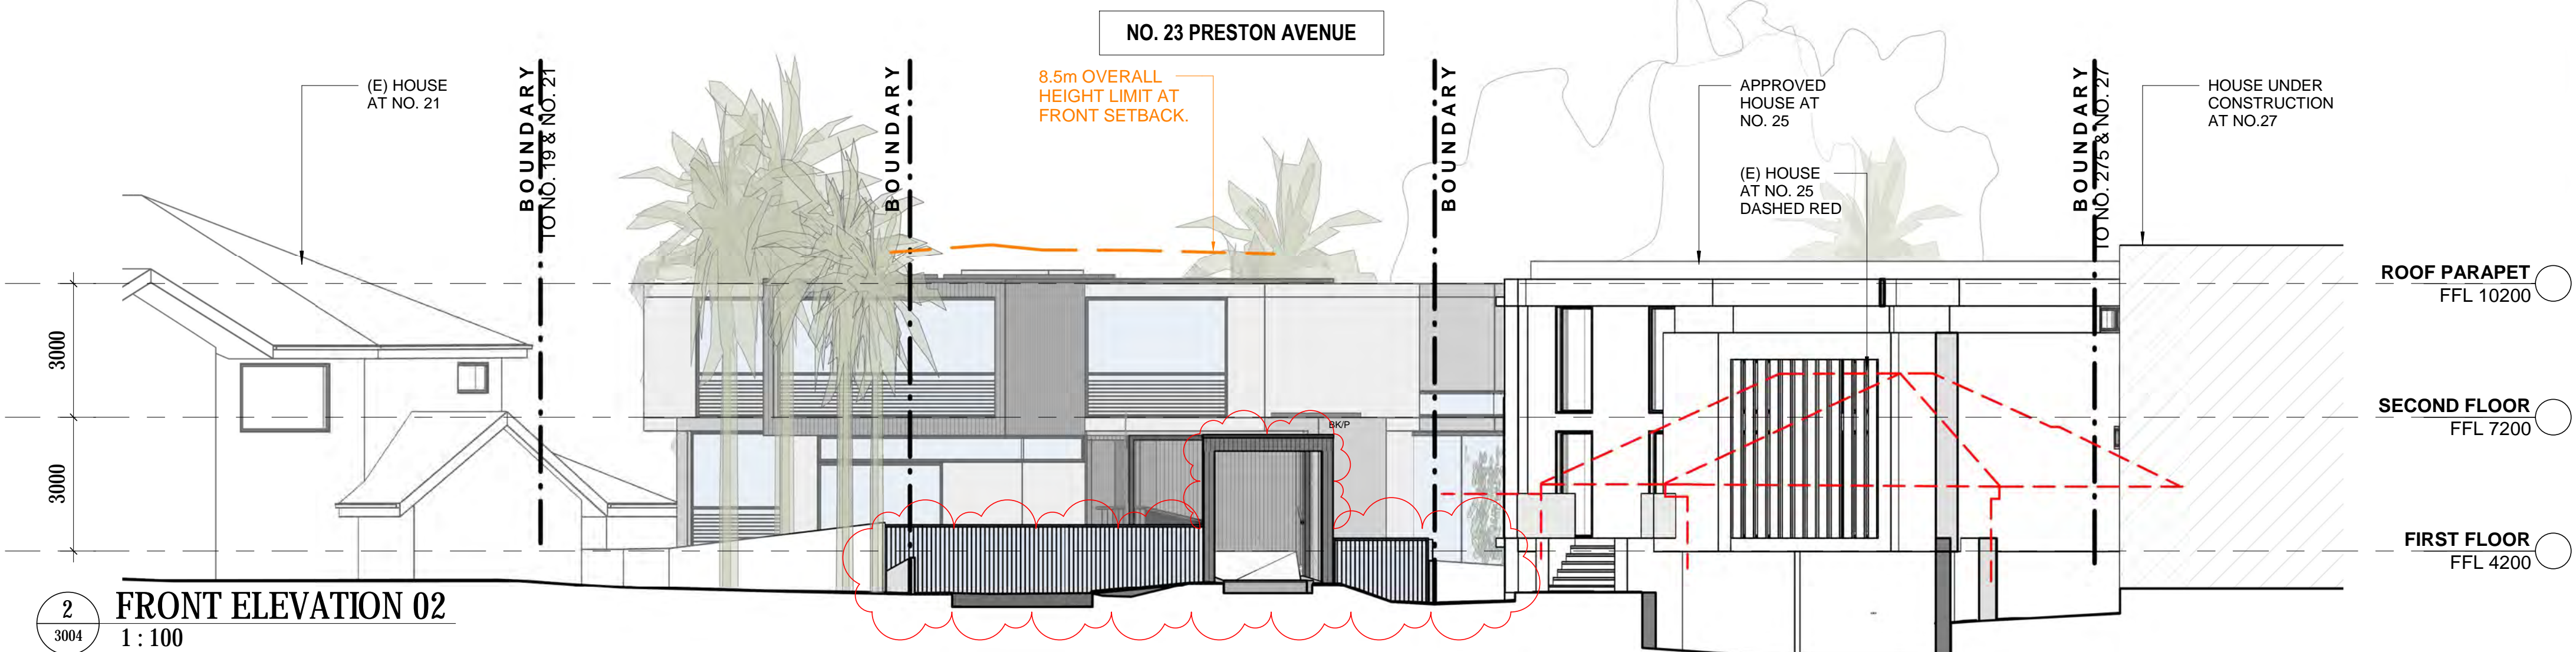 NO. 23 PRESTON AVENUE
(E) HOUSE
AT NO. 21
BOUNDARY
TO NO. 19 & NO. 21
BOUNDARY
8.5m OVERALL
HEIGHT LIMIT AT
FRONT SETBACK.
BOUNDARY
APPROVED
HOUSE AT
NO. 25
(E) HOUSE
AT NO. 25
DASHED RED
BOUNDARY
TO NO. 275 & NO. 27
HOUSE UNDER
CONSTRUCTION
AT NO.27
ROOF PARAPET
FFL 10200
3000
SECOND FLOOR
FFL 7200
BK/P
3000
FIRST FLOOR
FFL 4200
2
3004
FRONT ELEVATION 02
1 : 100